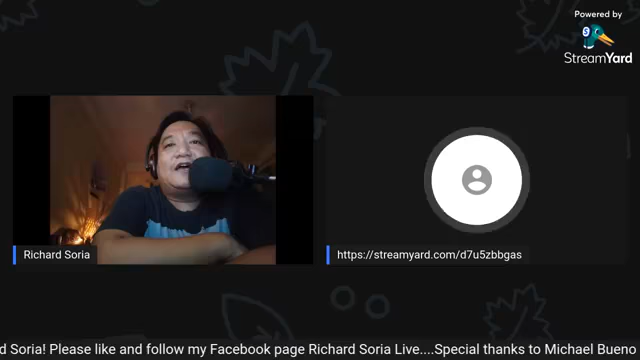 Powered by
StreamYard
Richard Soria
https://streamyard.com/d7u5zbbgas
d Soria! Please like and follow my Facebook page Richard Soria Live....Special thanks to Michael Bueno